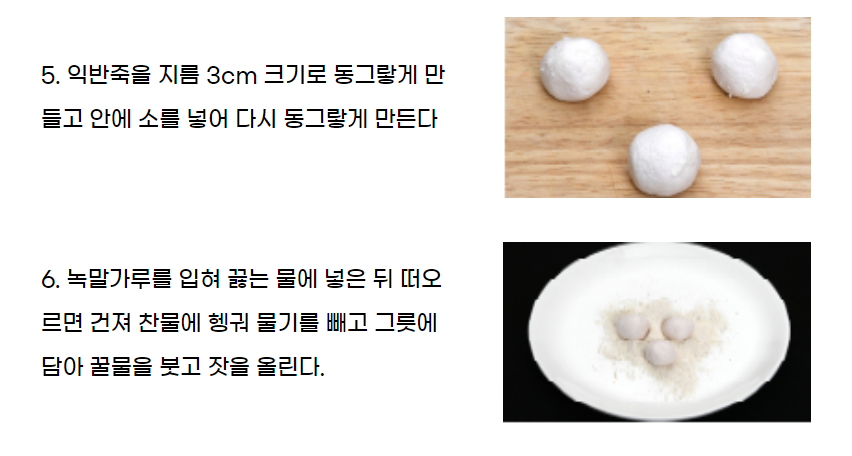 5. 익반죽을 지름 3cm 크기로 동그랗게 만
들고 안에 소를 넣어 다시 동그랗게 만든다
6. 녹말가루를 입혀 끓는 물에 넣은 뒤 떠오
르면 건져 찬물에 헹궈 물기를 빼고 그릇에
담아 꿀물을 붓고 잣을 올린다.